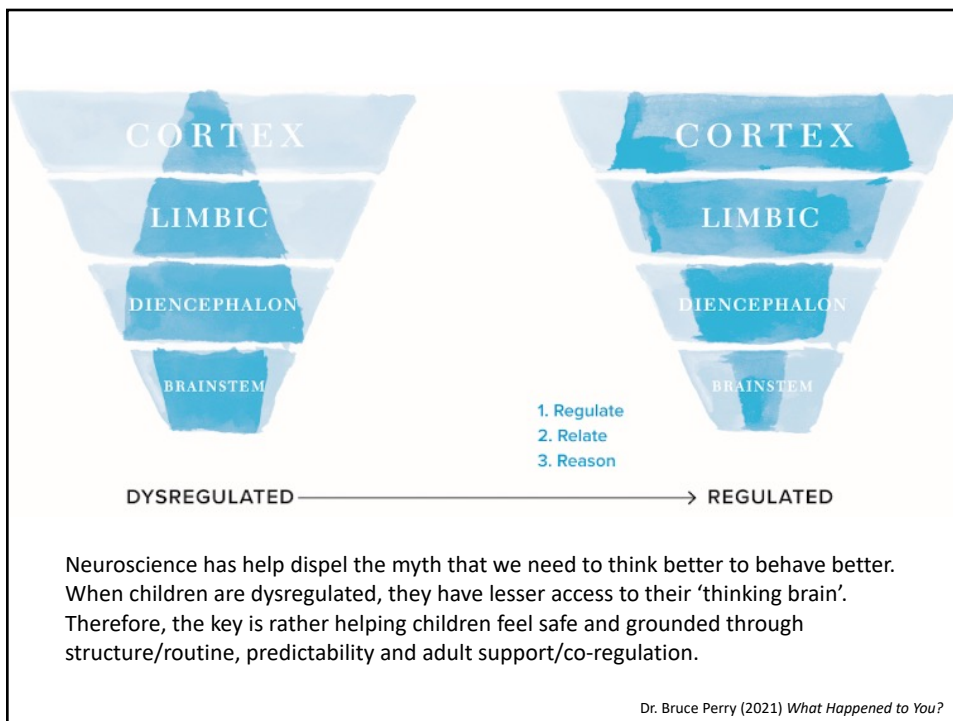 CORTEX
LIMBIC
DIENCEPHALON
BRAINSTEM
CORTEX
LIMBIC
DIENCEPHALON
BRAINSTEM
1. Regulate
2. Relate
3. Reason
DYSREGULATED
REGULATED
Neuroscience has help dispel the myth that we need to think better to behave better.
When children are dysregulated, they have lesser access to their ‘thinking brain’.
Therefore, the key is rather helping children feel safe and grounded through
structure/routine, predictability and adult support/co-regulation.
Dr. Bruce Perry (2021) What Happened to You?